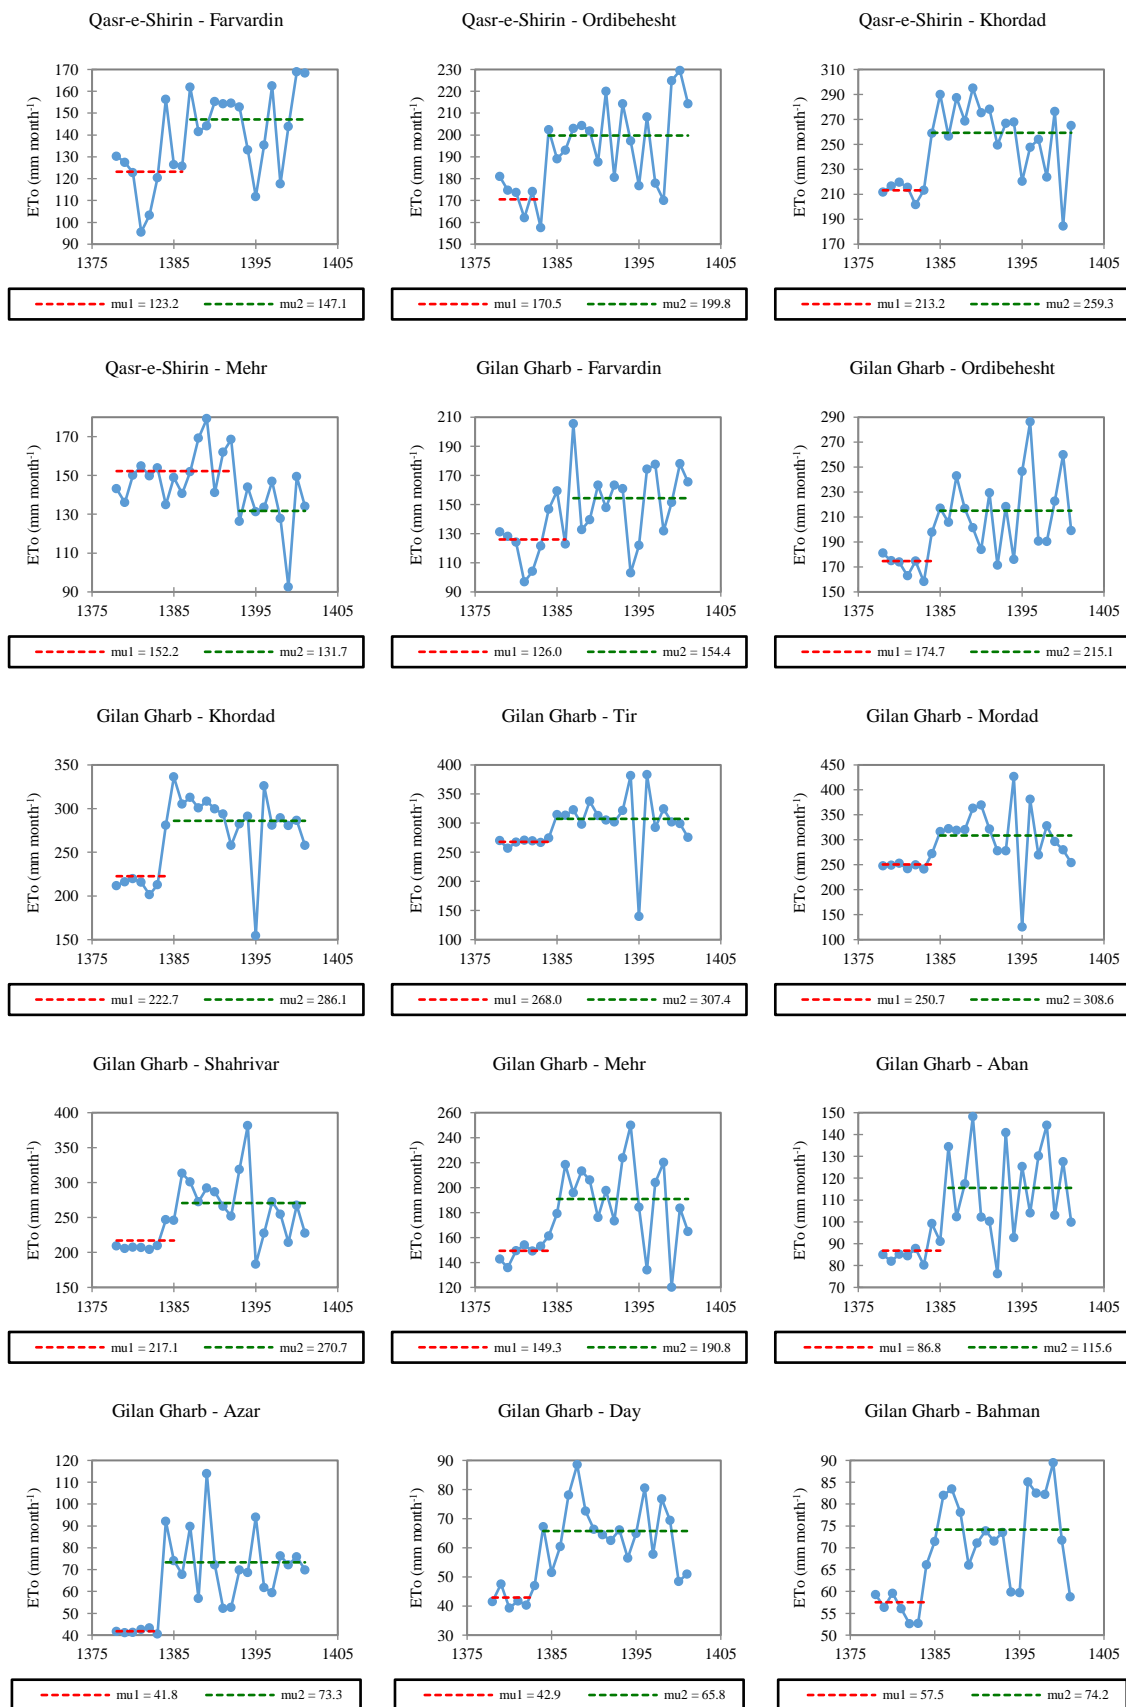 Qasr-e-Shirin - Farvardin
ETo (mm month-1)
170
160
150
140
130
120
110
100
90
1375 1385 1395 1405
mu1 = 123.2 mu2 = 147.1
Qasr-e-Shirin - Ordibehesht
ETo (mm month-1)
230
220
210
200
190
180
170
160
150
1375 1385 1395 1405
mu1 = 170.5 mu2 = 199.8
Qasr-e-Shirin - Khordad
ETo (mm month-1)
310
290
270
250
230
210
190
170
1375 1385 1395 1405
mu1 = 213.2 mu2 = 259.3
Qasr-e-Shirin - Mehr
ETo (mm month-1)
170
150
130
110
90
1375 1385 1395 1405
mu1 = 152.2 mu2 = 131.7
Gilan Gharb - Farvardin
ETo (mm month-1)
210
190
170
150
130
110
90
1375 1385 1395 1405
mu1 = 126.0 mu2 = 154.4
Gilan Gharb - Ordibehesht
ETo (mm month-1)
290
270
250
230
210
190
170
150
1375 1385 1395 1405
mu1 = 174.7 mu2 = 215.1
Gilan Gharb - Khordad
ETo (mm month-1)
350
300
250
200
150
1375 1385 1395 1405
mu1 = 222.7 mu2 = 286.1
Gilan Gharb - Tir
ETo (mm month-1)
400
350
300
250
200
150
100
1375 1385 1395 1405
mu1 = 268.0 mu2 = 307.4
Gilan Gharb - Mordad
ETo (mm month-1)
450
400
350
300
250
200
150
100
1375 1385 1395 1405
mu1 = 250.7 mu2 = 308.6
Gilan Gharb - Shahrivar
ETo (mm month-1)
400
350
300
250
200
150
1375 1385 1395 1405
mu1 = 217.1 mu2 = 270.7
Gilan Gharb - Mehr
ETo (mm month-1)
260
240
220
200
180
160
140
120
1375 1385 1395 1405
mu1 = 149.3 mu2 = 190.8
Gilan Gharb - Aban
ETo (mm month-1)
150
140
130
120
110
100
90
80
70
1375 1385 1395 1405
mu1 = 86.8 mu2 = 115.6
Gilan Gharb - Azar
ETo (mm month-1)
120
110
100
90
80
70
60
50
40
1375 1385 1395 1405
mu1 = 41.8 mu2 = 73.3
Gilan Gharb - Day
ETo (mm month-1)
90
80
70
60
50
40
30
1375 1385 1395 1405
mu1 = 42.9 mu2 = 65.8
Gilan Gharb - Bahman
ETo (mm month-1)
90
85
80
75
70
65
60
55
50
1375 1385 1395 1405
mu1 = 57.5 mu2 = 74.2